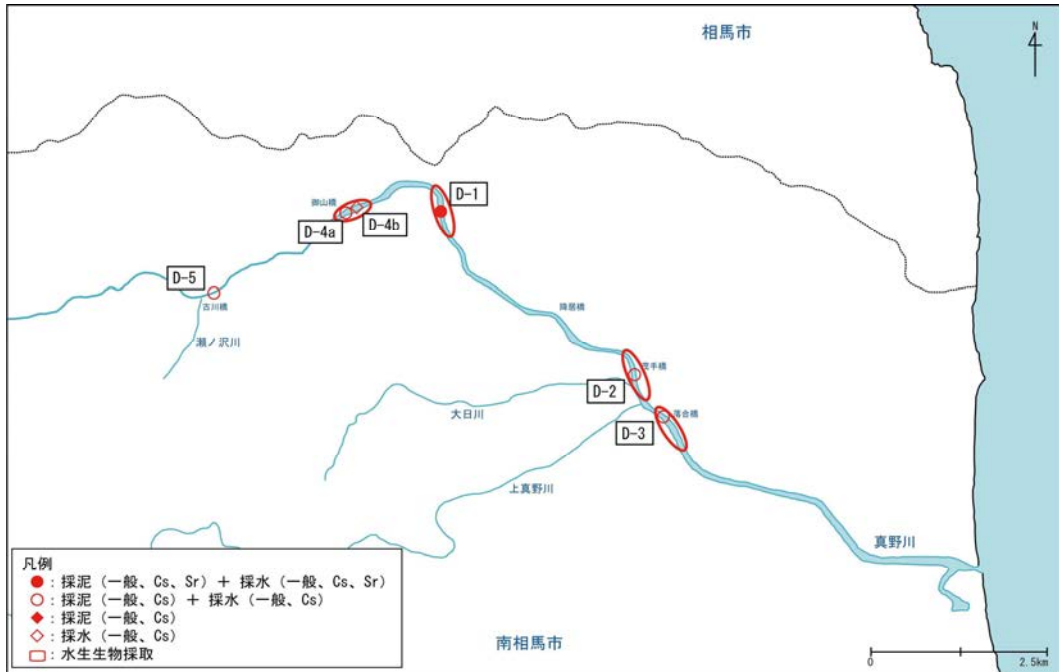 相馬市
N
D-1
御山橋
D-4a
D-4b
D-5
古川橋
瀬ノ沢川
降居橋
D-2
大日川
落合橋
D-3
上真野川
真野川
凡例
●：採泥（一般、Cs、Sr）＋ 採水（一般、Cs、Sr）
○：採泥（一般、Cs）＋ 採水（一般、Cs）
◆：採泥（一般、Cs）
◇：採水（一般、Cs）
：水生生物採取
南相馬市
0
2.5km